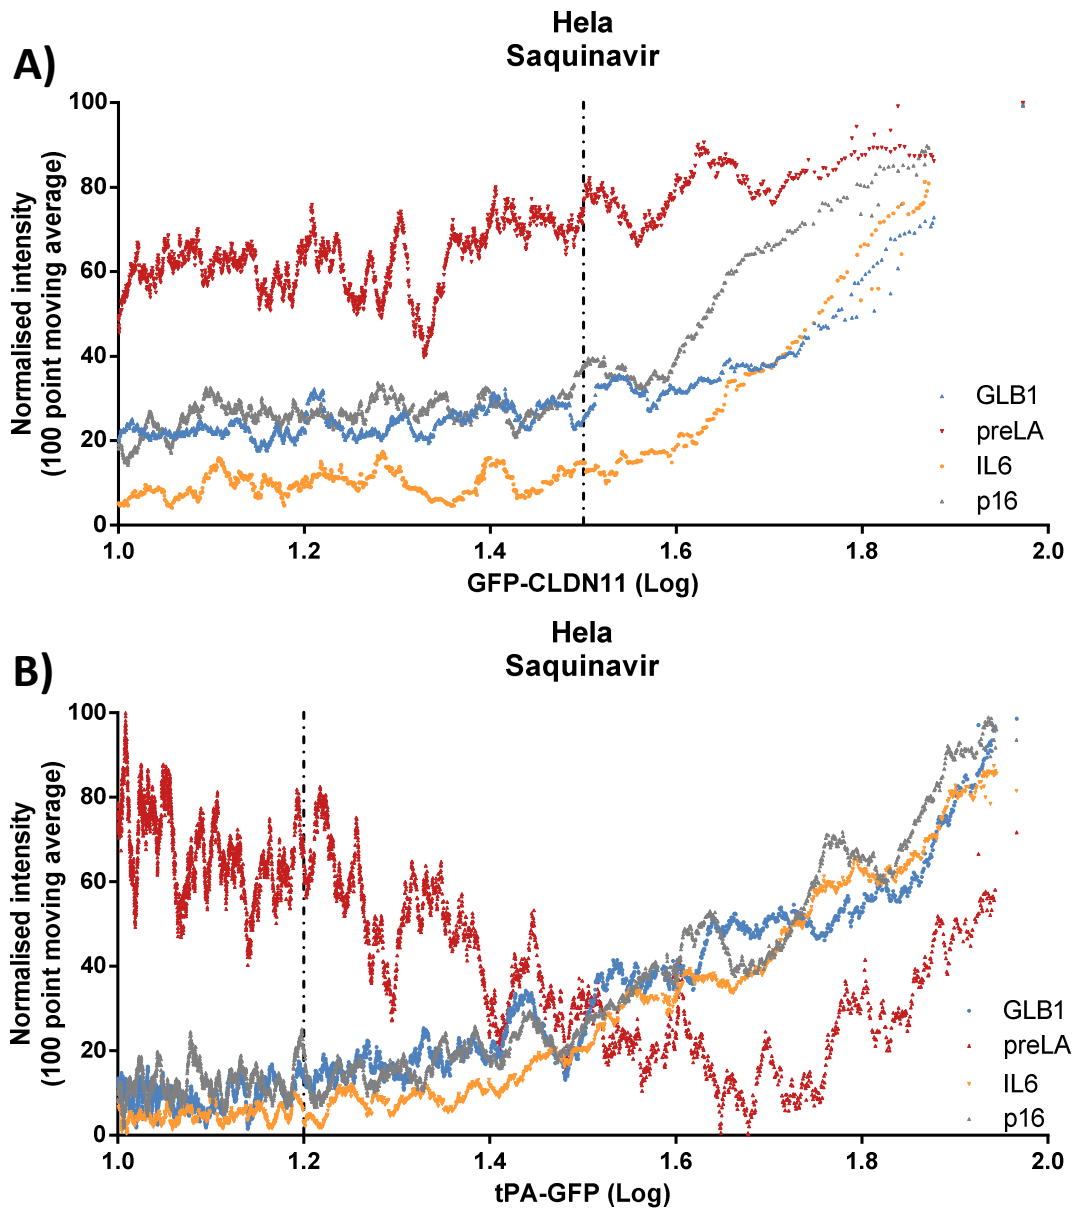 A)
Hela
Saquinavir
Normalised intensity
(100 point moving average)
100
80
60
40
20
0
GLB1
preLA
IL6
p16
1.0 1.2 1.4 1.6 1.8 2.0
GFP-CLDN11 (Log)
B)
Hela
Saquinavir
Normalised intensity
(100 point moving average)
100
80
60
40
20
0
GLB1
preLA
IL6
p16
1.0 1.2 1.4 1.6 1.8 2.0
tPA-GFP (Log)